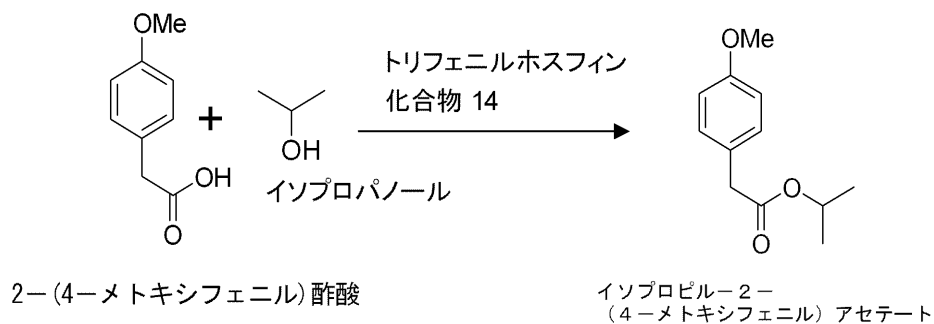 OMe
OMe
トリフェニルホスフィン
化合物 14
+
OH
OH
O
O
O
イソプロパノール
2－(4－メトキシフェニル)酢酸
イソプロピル－２－
（４－メトキシフェニル）アセテート